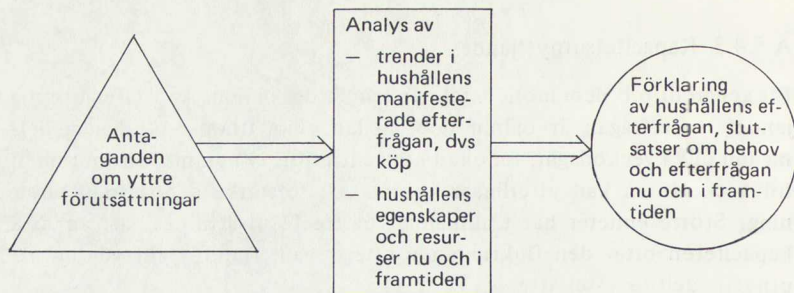 Anta-
ganden
om yttre
förutsättningar
Analys av
— trender i
hushållens
manifeste-
rade efter-
frågan, dvs
köp
— hushållens
egenskaper
och resur-
ser nu och i
framtiden
Förklaring
av hushållens ef-
terfrågan, slut-
satser om behov
och efterfrågan
nu och i fram-
tiden